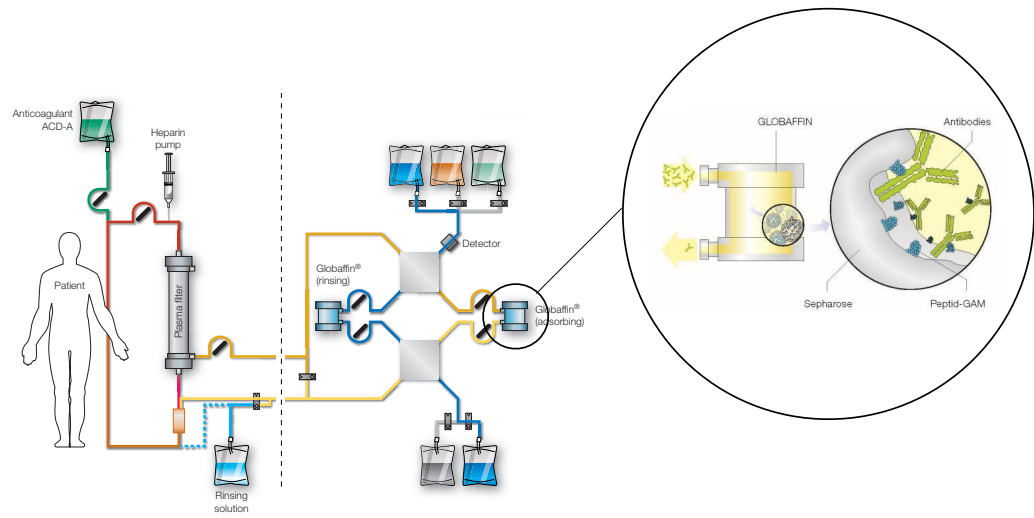 Anticoagulant
ACD-A
Heparin
pump
Patient
Plasma filter
Rinsing
solution
Detector
Globaffin®
(rinsing)
Globaffin®
(adsorbing)
GLOBAFFIN
Antibodies
Sepharose
Peptid-GAM